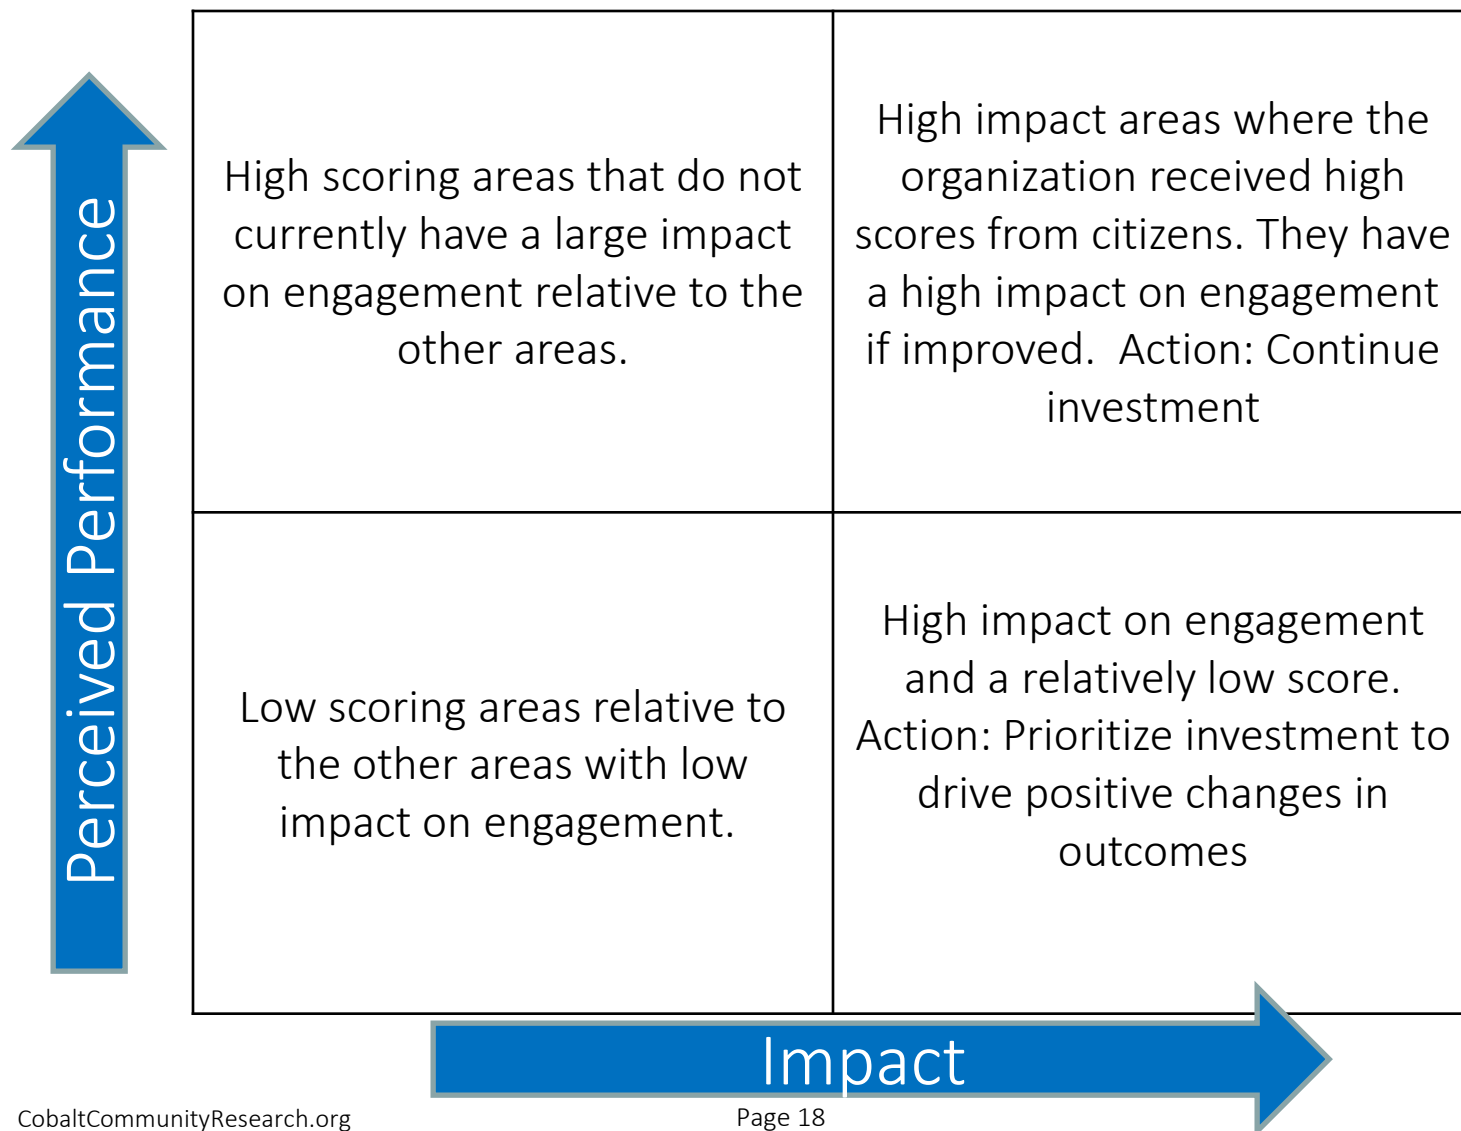 Perceived Performance
High scoring areas that do not
currently have a large impact
on engagement relative to the
other areas.
High impact areas where the
organization received high
scores from citizens. They have
a high impact on engagement
if improved.  Action: Continue
investment
Low scoring areas relative to
the other areas with low
impact on engagement.
High impact on engagement
and a relatively low score.
Action: Prioritize investment to
drive positive changes in
outcomes
Impact
CobaltCommunityResearch.org
Page 18